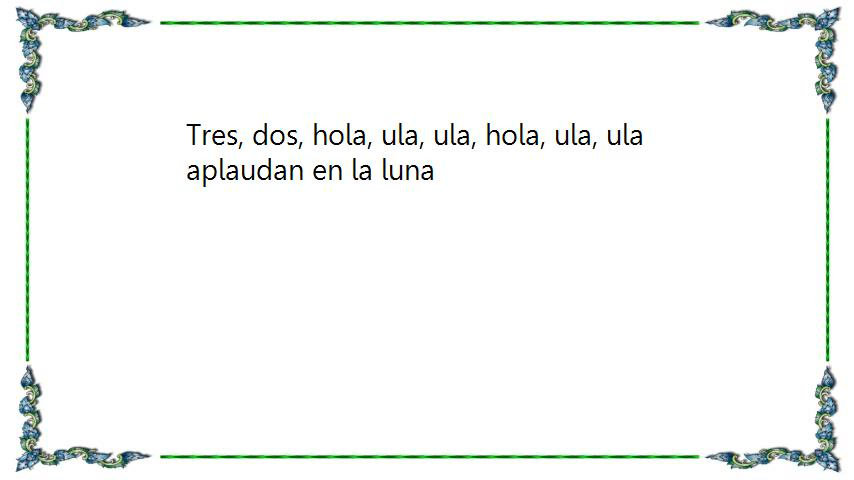 Tres, dos, hola, ula, ula, hola, ula, ula
aplaudan en la luna